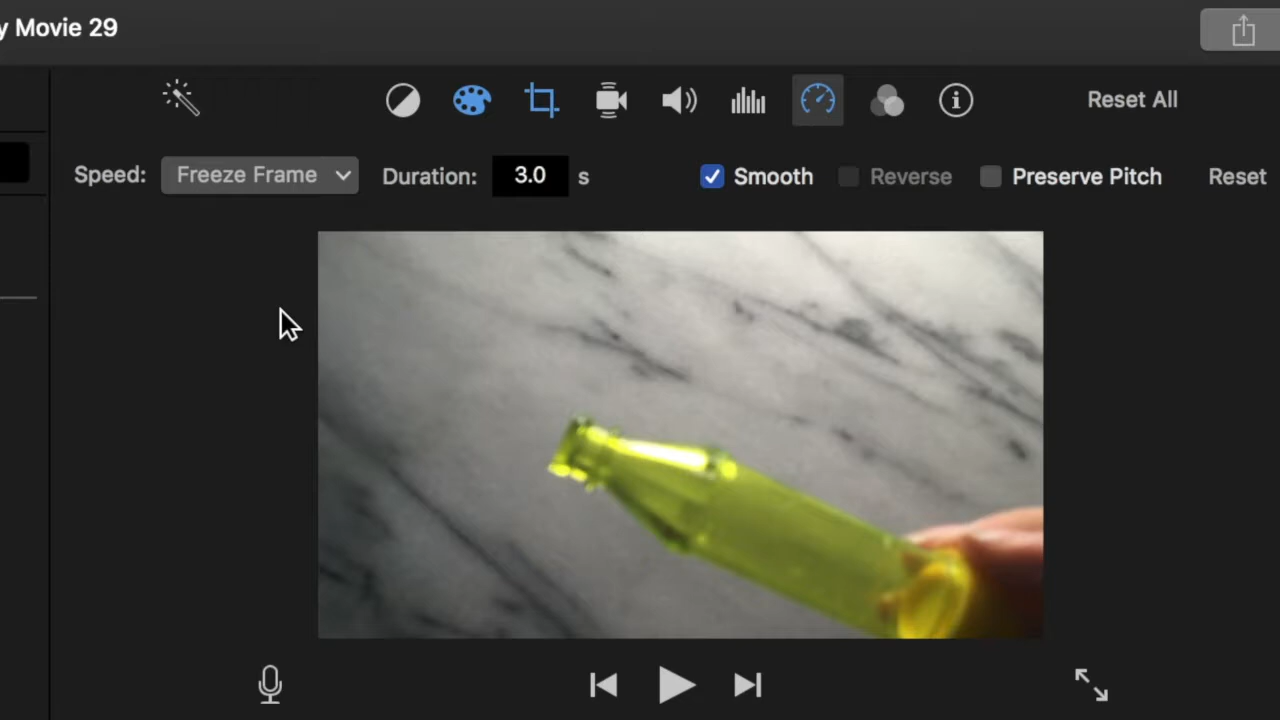 y Movie 29
Reset All
Speed: Freeze Frame Duration: 3.0 s Smooth Reverse Preserve Pitch Reset